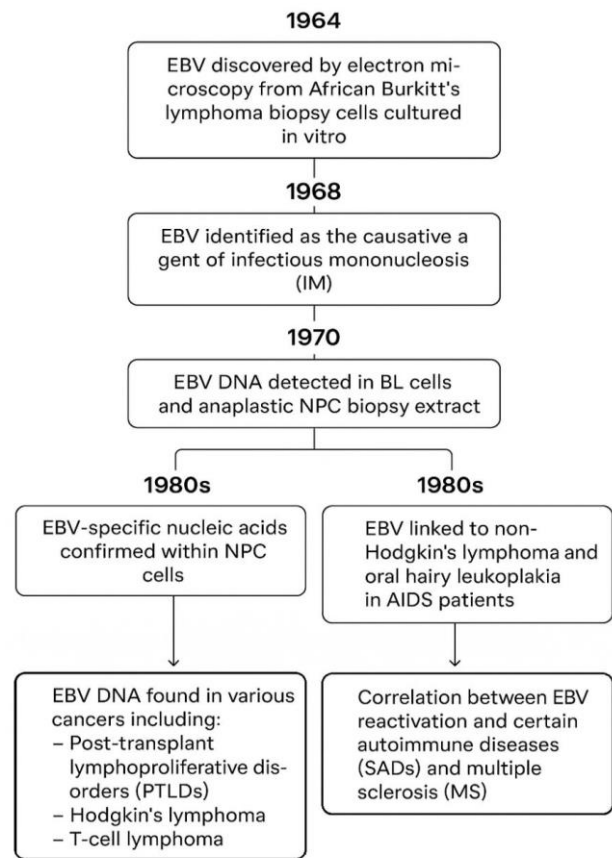 1964
EBV discovered by electron mi-
croscopy from African Burkitt's
lymphoma biopsy cells cultured
in vitro
1968
EBV identified as the causative a
gent of infectious mononucleosis
(IM)
1970
EBV DNA detected in BL cells
and anaplastic NPC biopsy extract
1980s
EBV-specific nucleic acids
confirmed within NPC
cells
1980s
EBV linked to non-
Hodgkin's lymphoma and
oral hairy leukoplakia
in AIDS patients
EBV DNA found in various
cancers including:
– Post-transplant
lymphoproliferative dis-
orders (PTLDs)
– Hodgkin's lymphoma
– T-cell lymphoma
Correlation between EBV
reactivation and certain
autoimmune diseases
(SADs) and multiple
sclerosis (MS)